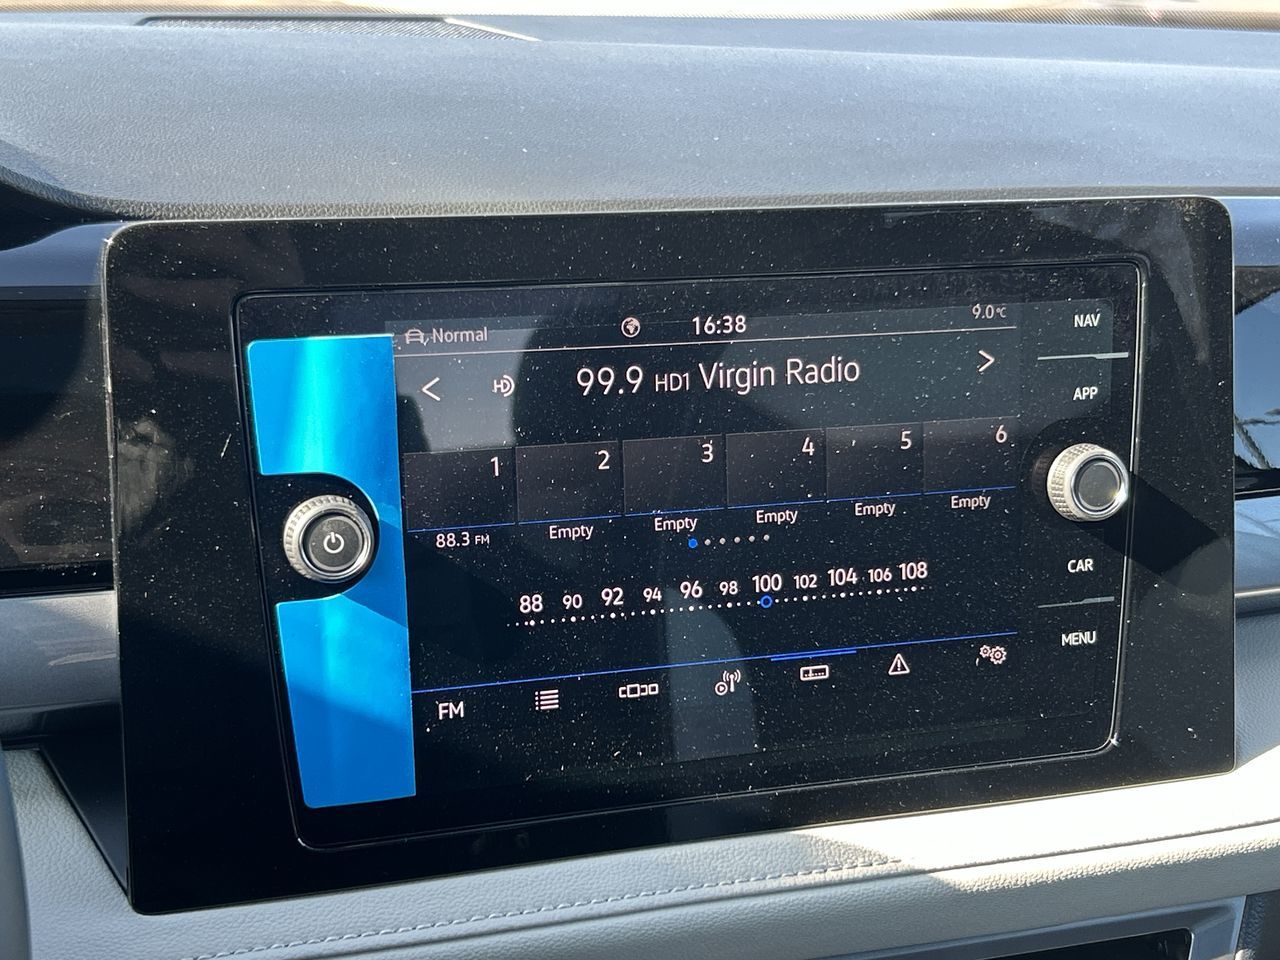 Normal 16:38 9.0°C
NAV
99.9 HD1 Virgin Radio
HD
APP
1 2 3 4 5 6
88.3 FM Empty Empty Empty Empty Empty
CAR
88 90 92 94 96 98 100 102 104 106 108
MENU
FM